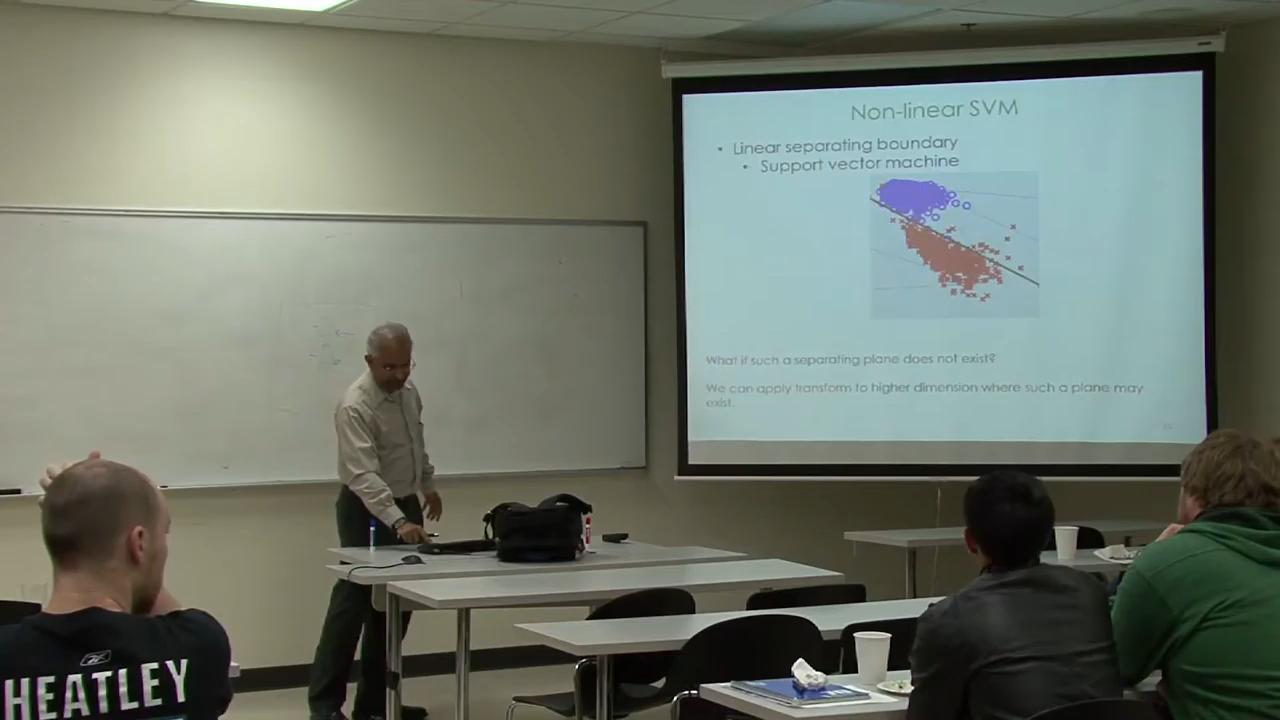 Non-linear SVM
• Linear separating boundary
• Support vector machine
What if such a separating plane does not exist?
We can apply transform to higher dimension where such a plane may
exist.
HEATLEY